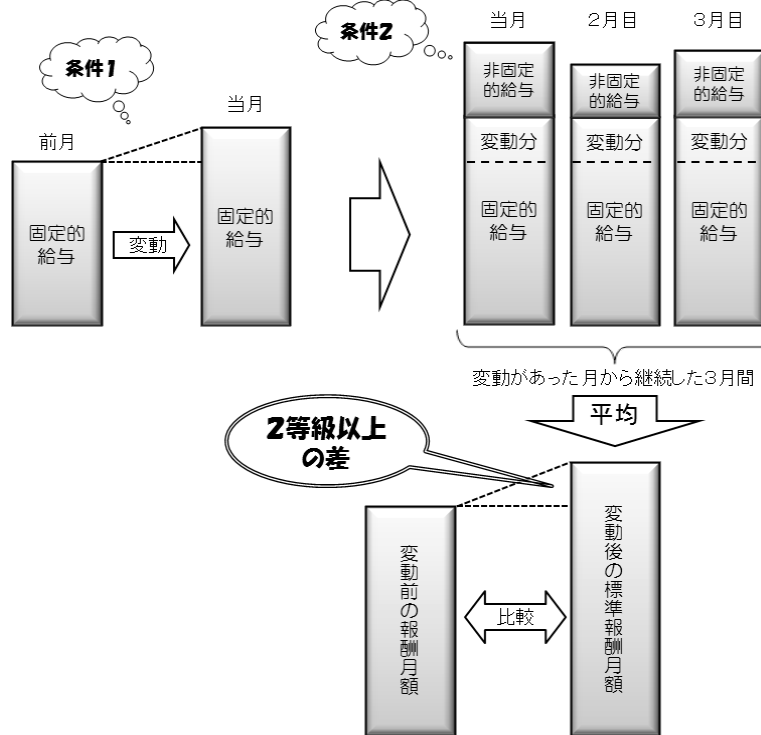 条件1
前月
当月
固定的
給与
変動
固定的
給与
条件2
当月
2月目
3月目
非固定
的給与
非固定
的給与
非固定
的給与
変動分
変動分
変動分
固定的
給与
固定的
給与
固定的
給与
変動があった月から継続した3月間
平均
2等級以上
の差
変動前の報酬月額
比較
変動後の標準報酬月額